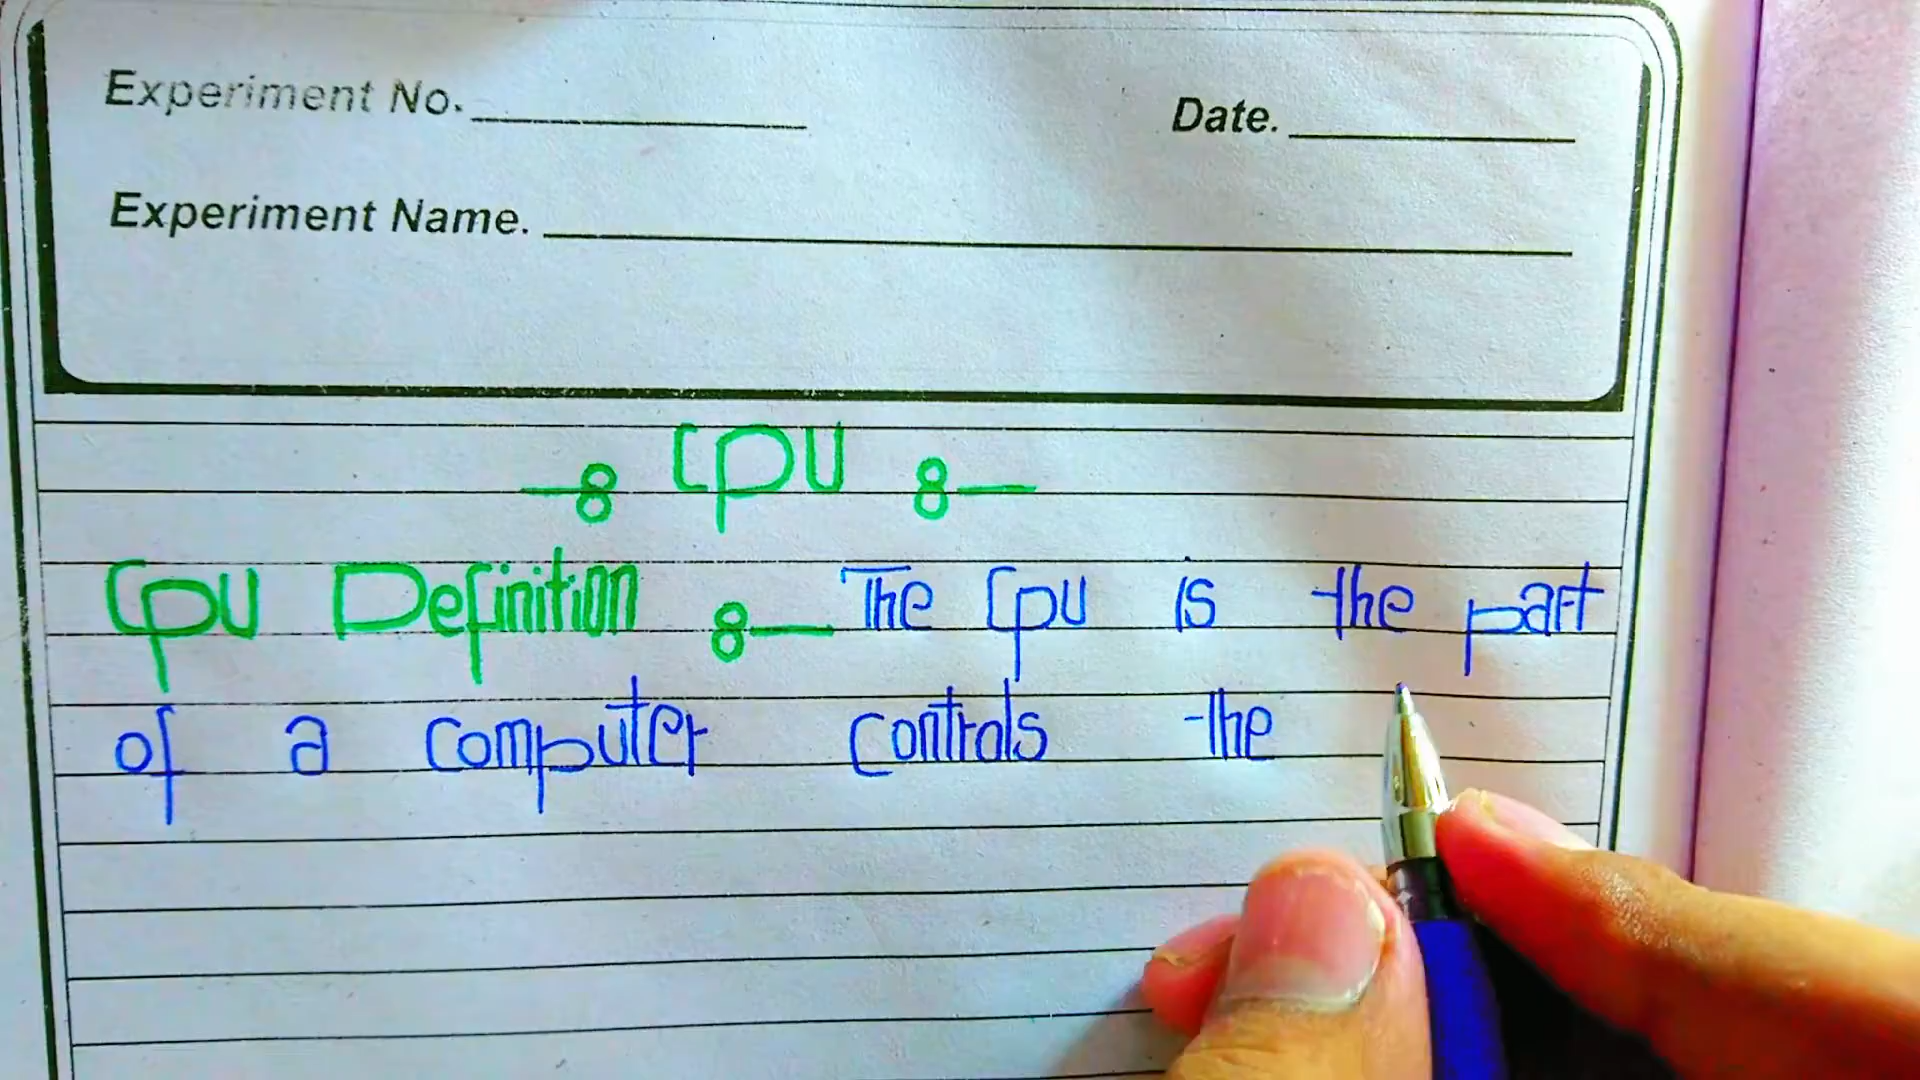 Experiment No.
Date.
Experiment Name.
CPU
CPU Definition :— The CPU is the part
of a computer controls the